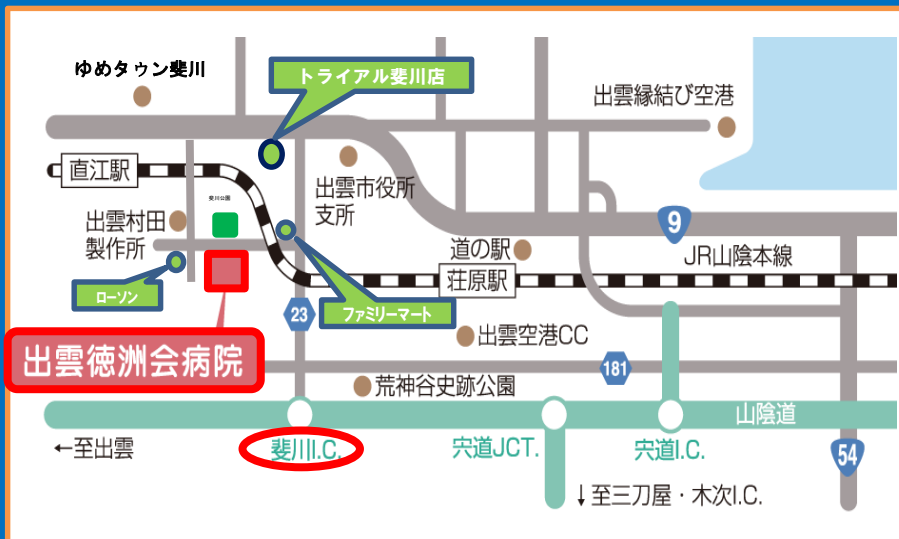 ゆめタウン斐川
トライアル斐川店
出雲縁結び空港
直江駅
出雲市役所
支所
斐川公園
出雲村田
製作所
9
道の駅
JR山陰本線
荘原駅
ローソン
23
ファミリーマート
出雲空港CC
出雲徳洲会病院
181
荒神谷史跡公園
山陰道
←至出雲
斐川I.C.
宍道JCT.
宍道I.C.
54
↓至三刀屋・木次I.C.